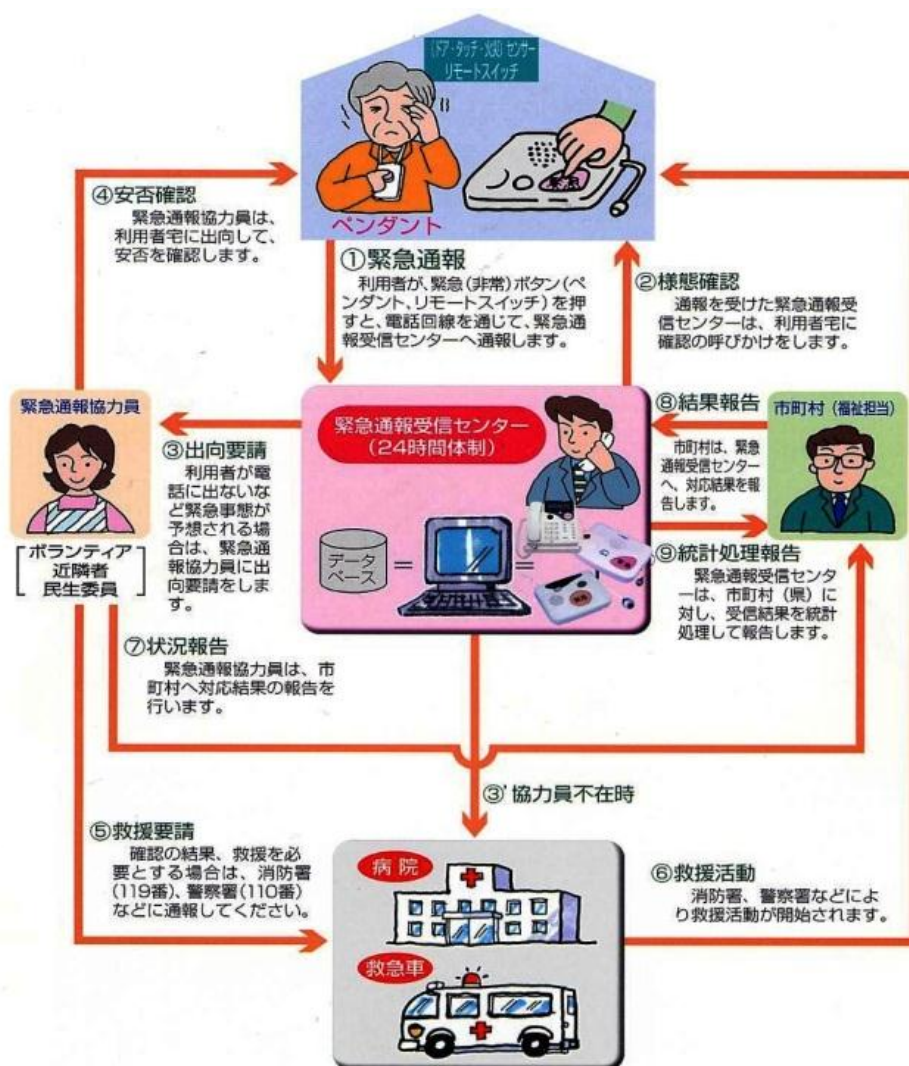 (ドア・タッチ・火災)センサー
リモートスイッチ
ペンダント
④安否確認
緊急通報協力員は、
利用者宅に出向して、
安否を確認します。
①緊急通報
利用者が、緊急(非常)ボタン(ペ
ンダント、リモートスイッチ)を押
すと、電話回線を通じて、緊急通
報受信センターへ通報します。
②様態確認
通報を受けた緊急通報受
信センターは、利用者宅に
確認の呼びかけをします。
緊急通報協力員
[ボランティア
近隣者
民生委員]
③出向要請
利用者が電
話に出ないな
ど緊急事態が
予想される場
合は、緊急通
報協力員に出
向要請をしま
す。
緊急通報受信センター
(24時間体制)
データ
ベース
=
=
⑧結果報告
市町村は、緊急
通報受信センター
へ、対応結果を報
告します。
市町村(福祉担当)
⑨統計処理報告
緊急通報受信センタ
ーは、市町村(県)に
対し、受信結果を統計
処理して報告します。
⑦状況報告
緊急通報協力員は、市
町村へ対応結果の報告を
行います。
③'協力員不在時
⑤救援要請
確認の結果、救援を必
要とする場合は、消防署
(119番)、警察署(110番)
などに通報してください。
病院
救急車
⑥救援活動
消防署、警察署などによ
り救援活動が開始されます。